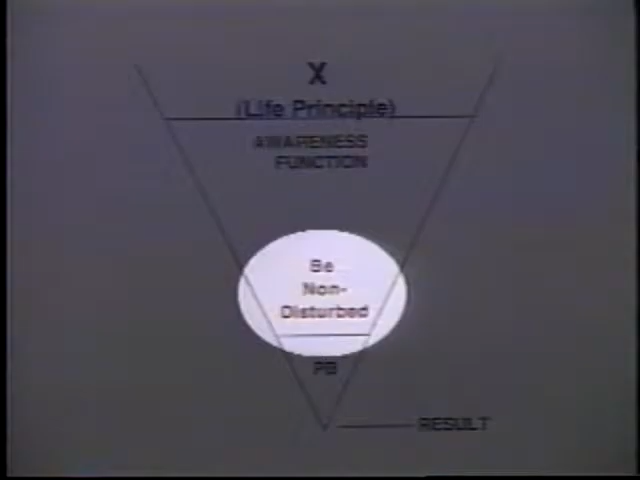 X
(Life Principle)
AWARENESS
FUNCTION
Be
Non-
Disturbed
PB
RESULT